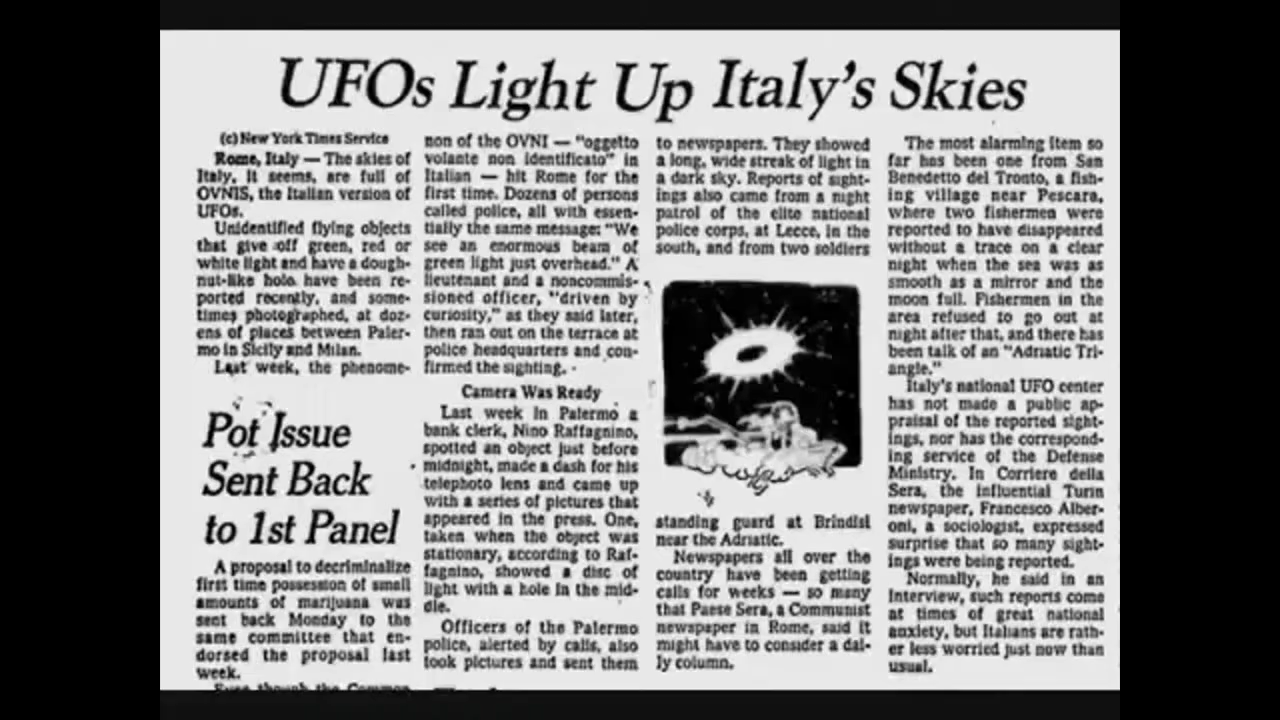 UFOs Light Up Italy's Skies
(c) New York Times Service
Rome, Italy — The skies of
Italy, it seems, are full of
OVNIS, the Italian version of
UFOs.
Unidentified flying objects
that give off green, red or
white light and have a dough-
nut-like hole have been re-
ported recently, and some-
times photographed, at doz-
ens of places between Paler-
mo in Sicily and Milan.
Last week, the phenome-
non of the OVNI — "oggetto
volante non identificato" in
Italian — hit Rome for the
first time. Dozens of persons
called police, all with essen-
tially the same message: "We
see an enormous beam of
green light just overhead." A
lieutenant and a noncommis-
sioned officer, "driven by
curiosity," as they said later,
then ran out on the terrace at
police headquarters and con-
firmed the sighting.
Camera Was Ready
Last week in Palermo a
bank clerk, Nino Raffagnino,
spotted an object just before
midnight, made a dash for his
telephoto lens and came up
with a series of pictures that
appeared in the press. One,
taken when the object was
stationary, according to Raf-
fagnino, showed a disc of
light with a hole in the mid-
dle.
Officers of the Palermo
police, alerted by calls, also
took pictures and sent them
to newspapers. They showed
a long, wide streak of light in
a dark sky. Reports of sight-
ings also came from a night
patrol of the elite national
police corps, at Lecce, in the
south, and from two soldiers
standing guard at Brindisi
near the Adriatic.
Newspapers all over the
country have been getting
calls for weeks — so many
that Paese Sera, a Communist
newspaper in Rome, said it
might have to consider a dai-
ly column.
The most alarming item so
far has been one from San
Benedetto del Tronto, a fish-
ing village near Pescara,
where two fishermen were
reported to have disappeared
without a trace on a clear
night when the sea was as
smooth as a mirror and the
moon full. Fishermen in the
area refused to go out at
night after that, and there has
been talk of an "Adriatic Tri-
angle."
Italy's national UFO center
has not made a public ap-
praisal of the reported sight-
ings, nor has the correspond-
ing service of the Defense
Ministry. In Corriere della
Sera, the influential Turin
newspaper, Francesco Alber-
oni, a sociologist, expressed
surprise that so many sight-
ings were being reported.
Normally, he said in an
interview, such reports come
at times of great national
anxiety, but Italians are rath-
er less worried just now than
usual.
Pot Issue
Sent Back
to 1st Panel
A proposal to decriminalize
first time possession of small
amounts of marijuana was
sent back Monday to the
same committee that en-
dorsed the proposal last
week.
Even though the Common